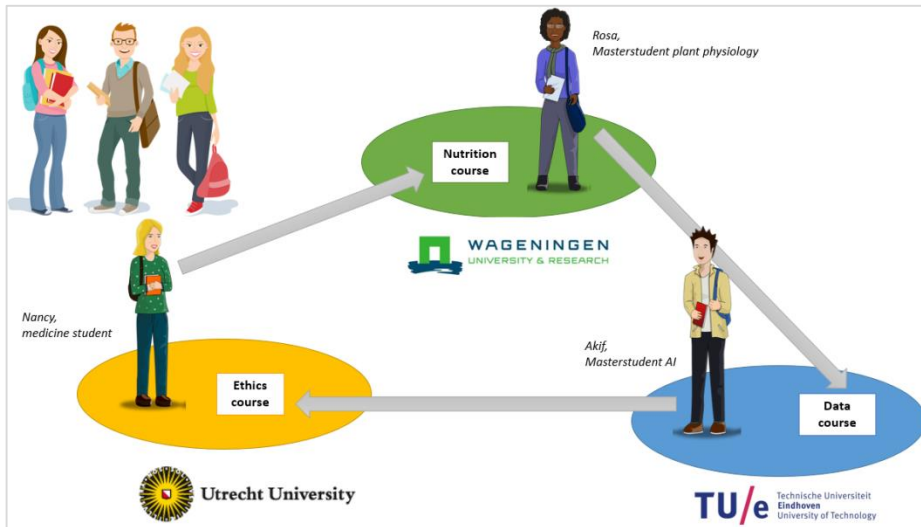 Rosa,
Masterstudent plant physiology
Nutrition
course
WAGENINGEN
UNIVERSITY & RESEARCH
Nancy,
medicine student
Akif,
Masterstudent AI
Ethics
course
Data
course
Utrecht University
TU/e
Technische Universiteit
Eindhoven
University of Technology